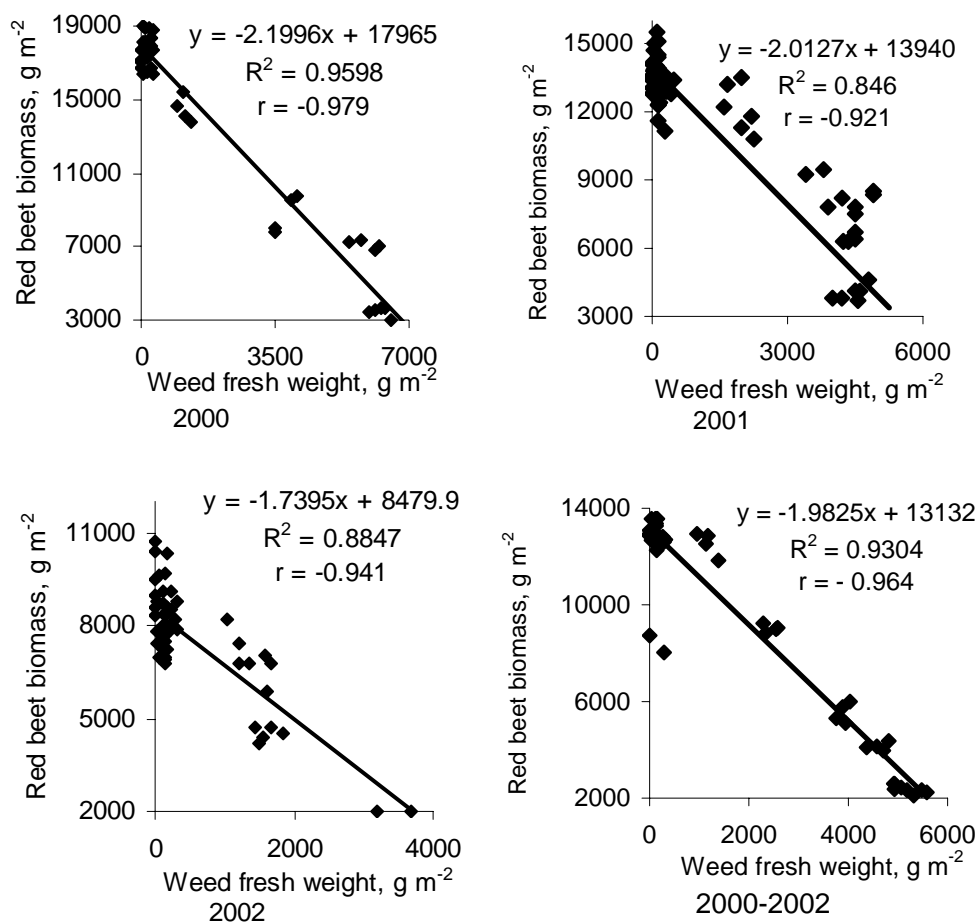 y = -2.1996x + 17965
R² = 0.9598
r = -0.979
Red beet biomass, g m⁻²
19000
15000
11000
7000
3000
0
3500
7000
Weed fresh weight, g m⁻²
2000
y = -2.0127x + 13940
R² = 0.846
r = -0.921
Red beet biomass, g m⁻²
15000
12000
9000
6000
3000
0
3000
6000
Weed fresh weight, g m⁻²
2001
y = -1.7395x + 8479.9
R² = 0.8847
r = -0.941
Red beet biomass, g m⁻²
11000
8000
5000
2000
0
2000
4000
Weed fresh weight, g m⁻²
2002
y = -1.9825x + 13132
R² = 0.9304
r = - 0.964
Red beet biomass, g m⁻²
14000
10000
6000
2000
0
2000
4000
6000
Weed fresh weight, g m⁻²
2000-2002